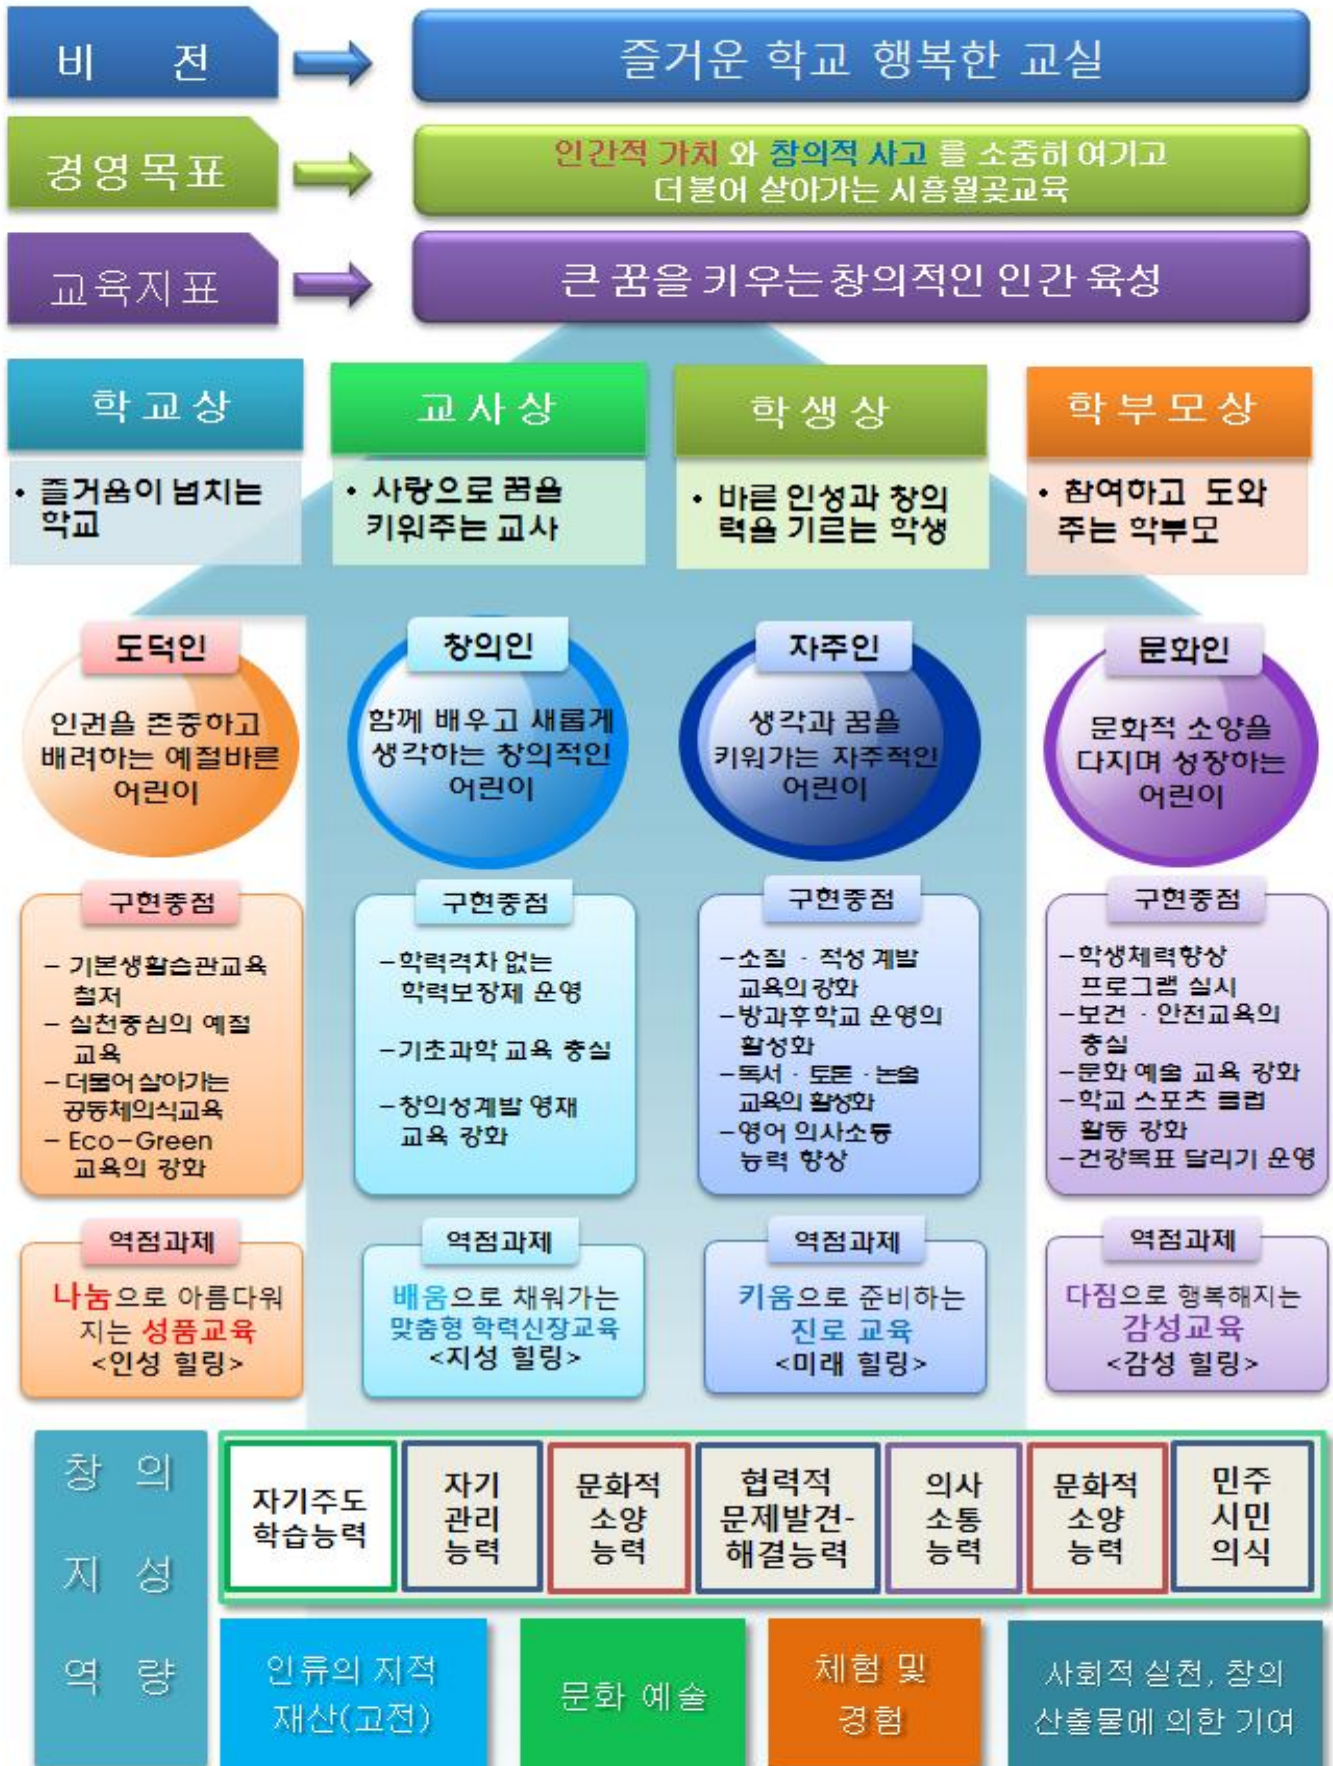 비 전
즐거운 학교 행복한 교실
경영목표
인간적 가치 와 창의적 사고 를 소중히 여기고
더불어 살아가는 시흥월곶교육
교육지표
큰 꿈을 키우는 창의적인 인간 육성
학교상
• 즐거움이 넘치는
학교
교사상
• 사랑으로 꿈을
키워주는 교사
학생상
• 바른 인성과 창의
력을 기르는 학생
학부모상
• 참여하고 도와
주는 학부모
도덕인
인권을 존중하고
배려하는 예절바른
어린이
창의인
함께 배우고 새롭게
생각하는 창의적인
어린이
자주인
생각과 꿈을
키워가는 자주적인
어린이
문화인
문화적 소양을
다지며 성장하는
어린이
구현중점
- 기본생활습관교육
철저
- 실천중심의 예절
교육
- 더불어 살아가는
공동체의식교육
- Eco-Green
교육의 강화
구현중점
- 학력격차 없는
학력보장제 운영
- 기초과학 교육 충실
- 창의성계발 영재
교육 강화
구현중점
- 소질 · 적성 계발
교육의 강화
- 방과후학교 운영의
활성화
- 독서 · 토론 · 논술
교육의 활성화
- 영어 의사소통
능력 향상
구현중점
- 학생체력향상
프로그램 실시
- 보건 · 안전교육의
충실
- 문화 예술 교육 강화
- 학교 스포츠 클럽
활동 강화
- 건강목표 달리기 운영
역점과제
나눔으로 아름다워
지는 성품교육
<인성 힐링>
역점과제
배움으로 채워가는
맞춤형 학력신장교육
<지성 힐링>
역점과제
키움으로 준비하는
진로 교육
<미래 힐링>
역점과제
다짐으로 행복해지는
감성교육
<감성 힐링>
창 의
지 성
역 량
자기주도
학습능력
자기
관리
능력
문화적
소양
능력
협력적
문제발견-
해결능력
의사
소통
능력
문화적
소양
능력
민주
시민
의식
인류의 지적
재산(고전)
문화 예술
체험 및
경험
사회적 실천, 창의
산출물에 의한 기여